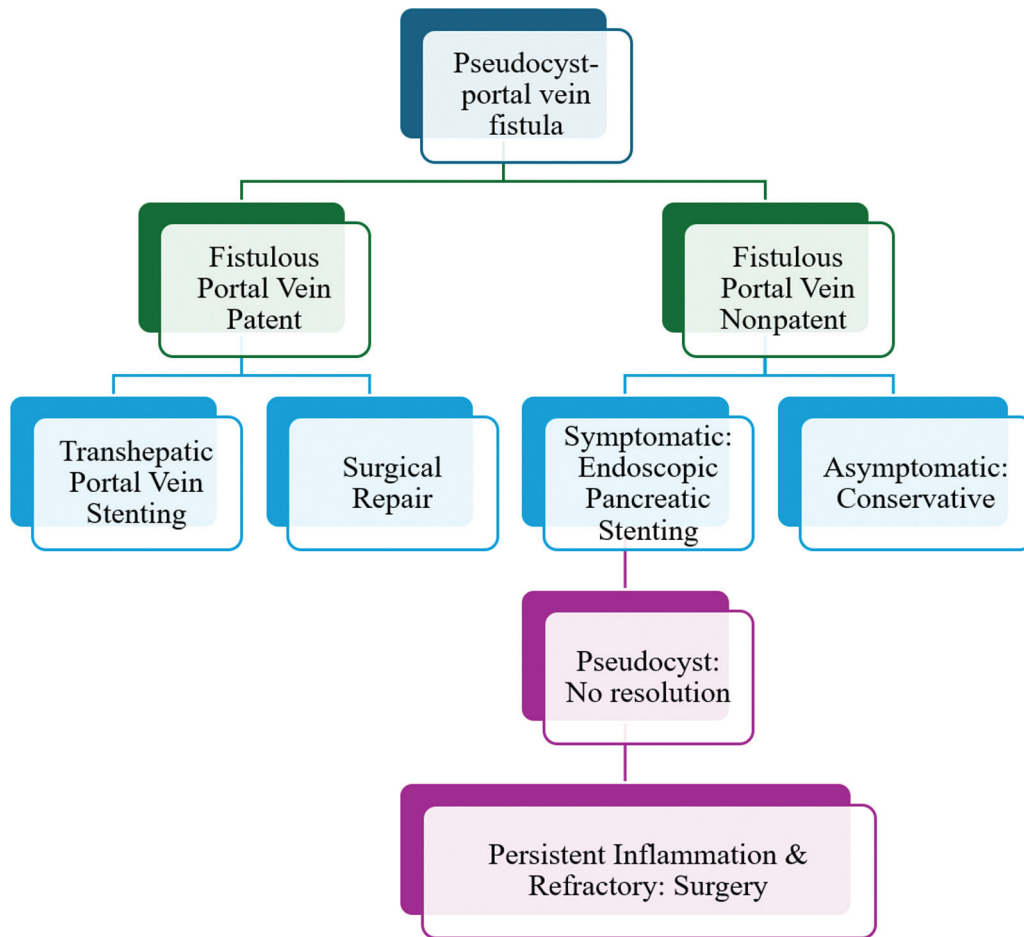 Pseudocyst-
portal vein
fistula
Fistulous
Portal Vein
Patent
Fistulous
Portal Vein
Nonpatent
Transhepatic
Portal Vein
Stenting
Surgical
Repair
Symptomatic:
Endoscopic
Pancreatic
Stenting
Asymptomatic:
Conservative
Pseudocyst:
No resolution
Persistent Inflammation &
Refractory: Surgery